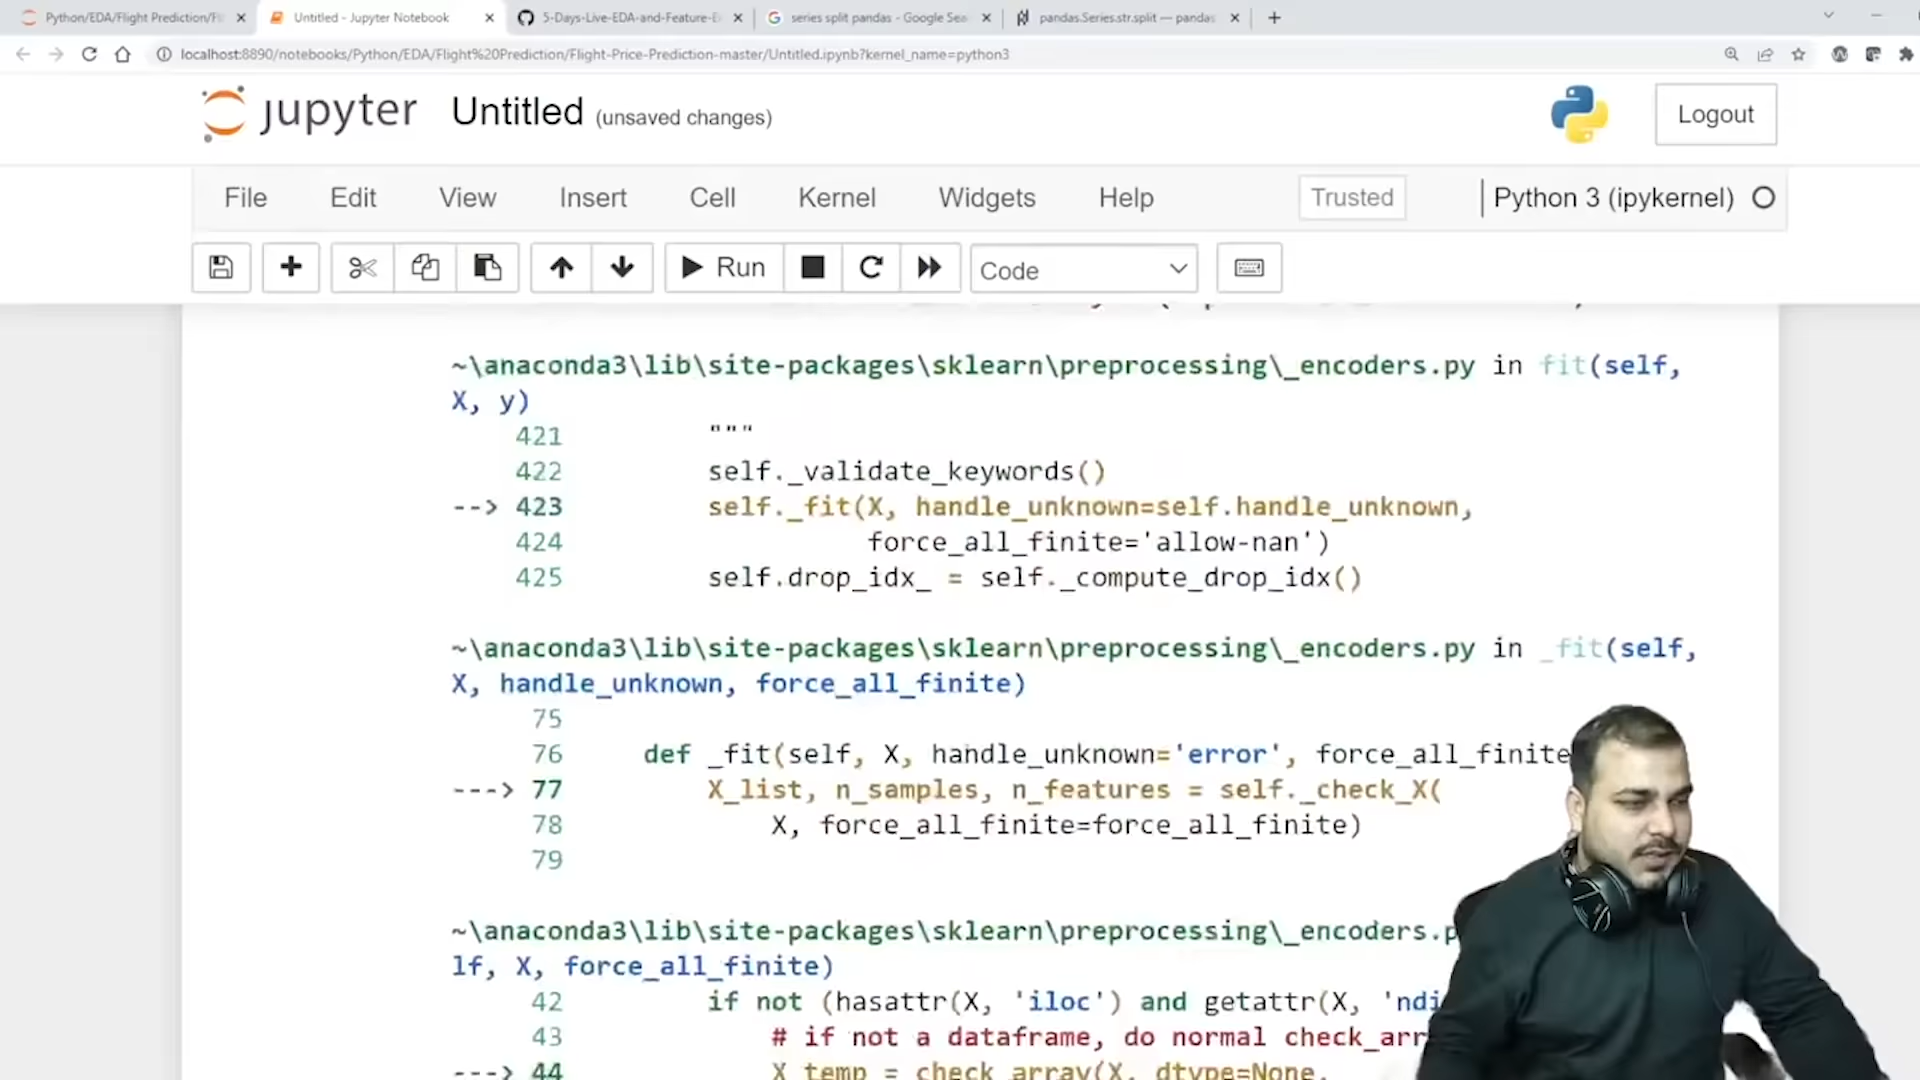 Python/EDA/Flight Prediction/Fl
Untitled - Jupyter Notebook
5-Days-Live-EDA-and-Feature-E
series split pandas - Google Sea
pandas.Series.str.split — pandas
localhost:8890/notebooks/Python/EDA/Flight%20Prediction/Flight-Price-Prediction-master/Untitled.ipynb?kernel_name=python3
jupyter Untitled (unsaved changes)
Logout
File Edit View Insert Cell Kernel Widgets Help Trusted Python 3 (ipykernel)
Run Code
~\anaconda3\lib\site-packages\sklearn\preprocessing\_encoders.py in fit(self,
X, y)
421 """
422 self._validate_keywords()
--> 423 self._fit(X, handle_unknown=self.handle_unknown,
424 force_all_finite='allow-nan')
425 self.drop_idx_ = self._compute_drop_idx()
~\anaconda3\lib\site-packages\sklearn\preprocessing\_encoders.py in _fit(self,
X, handle_unknown, force_all_finite)
75
76 def _fit(self, X, handle_unknown='error', force_all_finite
---> 77 X_list, n_samples, n_features = self._check_X(
78 X, force_all_finite=force_all_finite)
79
~\anaconda3\lib\site-packages\sklearn\preprocessing\_encoders.p
lf, X, force_all_finite)
42 if not (hasattr(X, 'iloc') and getattr(X, 'ndi
43 # if not a dataframe, do normal check_arr
---> 44 X_temp = check_array(X, dtype=None,